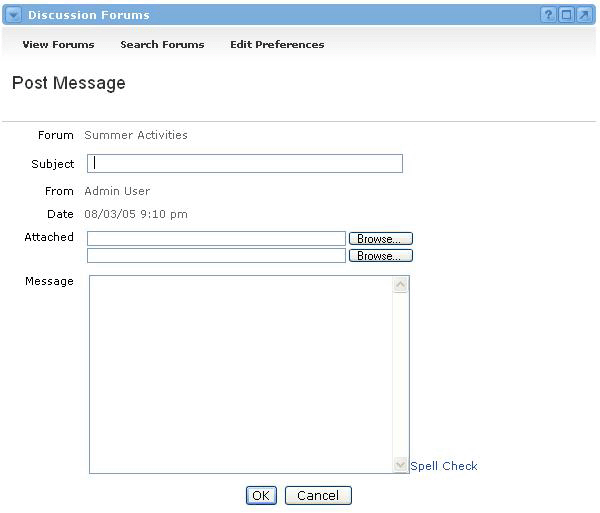 Discussion Forums ?
View Forums Search Forums Edit Preferences
Post Message
Forum Summer Activities
Subject
From Admin User
Date 08/03/05 9:10 pm
Attached Browse...
Browse...
Message
Spell Check
OK Cancel